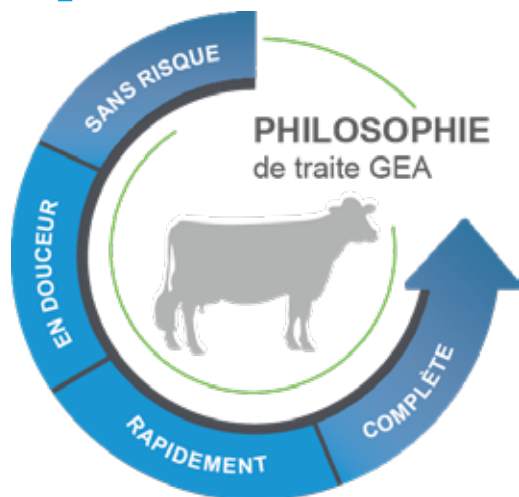 SANS RISQUE
PHILOSOPHIE
de traite GEA
EN DOUCEUR
RAPIDEMENT
COMPLÈTE